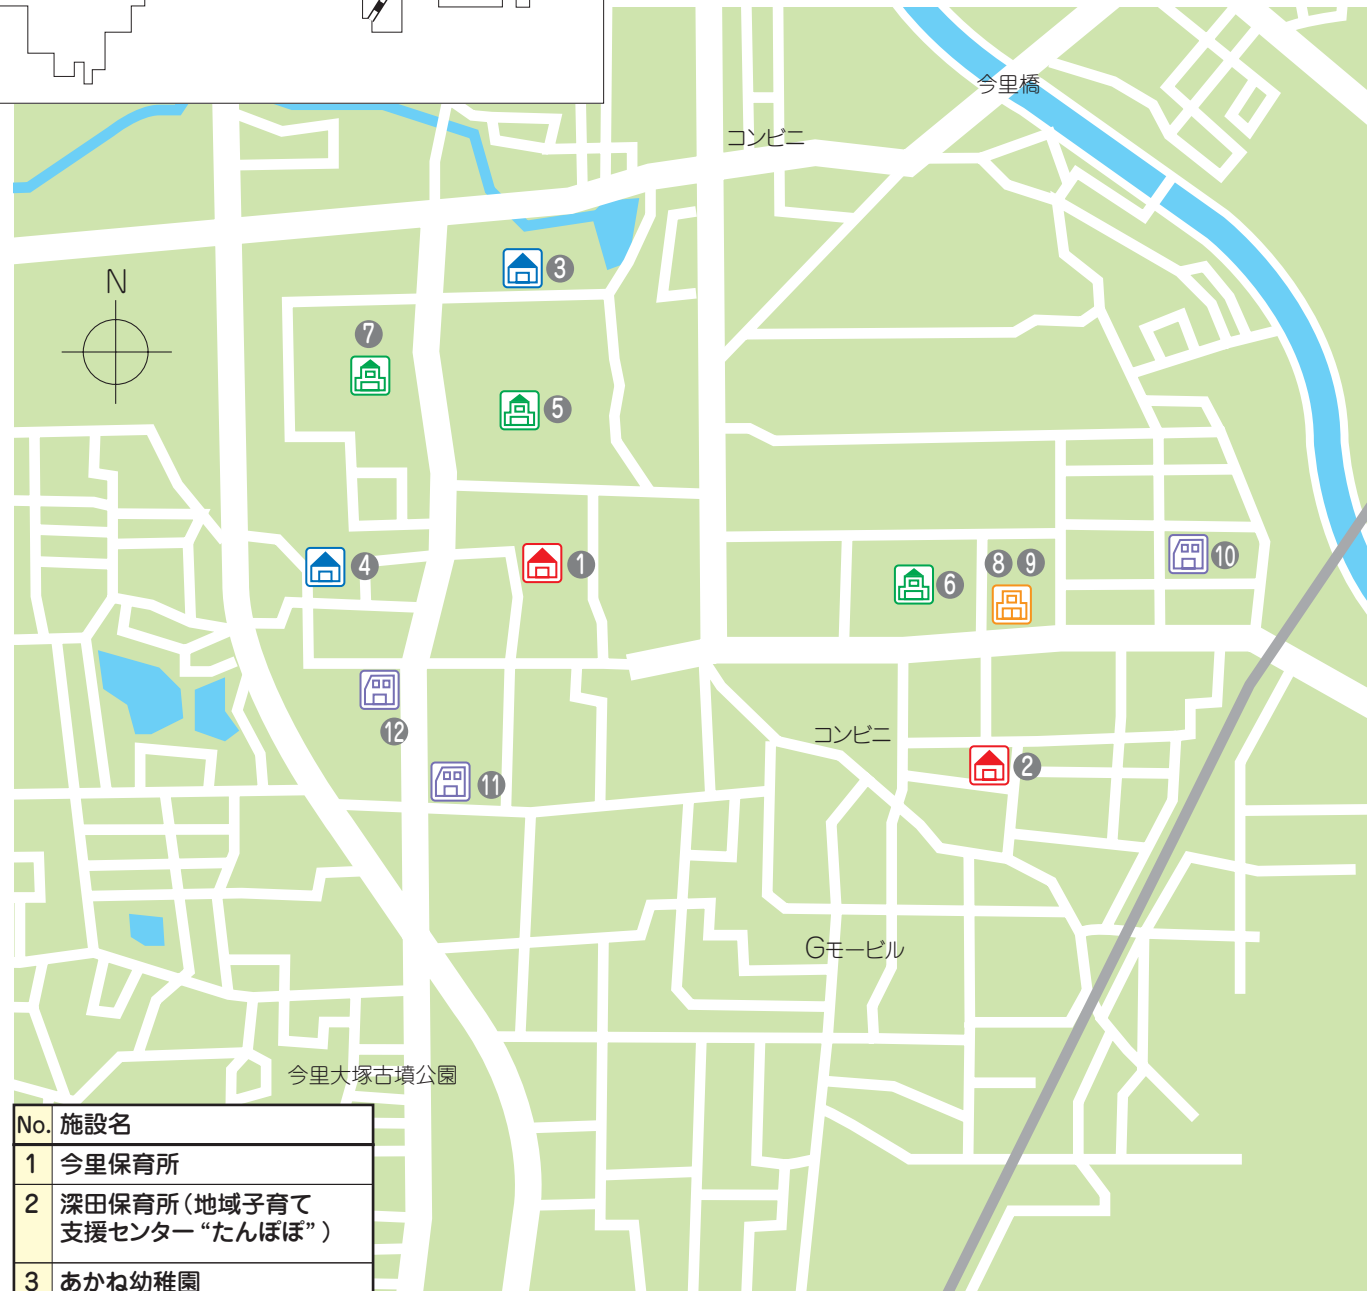 今里橋
コンビニ
N
3
7
5
4
1
6
8 9
10
12
11
コンビニ
2
Gモービル
今里大塚古墳公園
No. 施設名
1 今里保育所
2 深田保育所(地域子育て
支援センター“たんぽぽ”)
3 あかね幼稚園